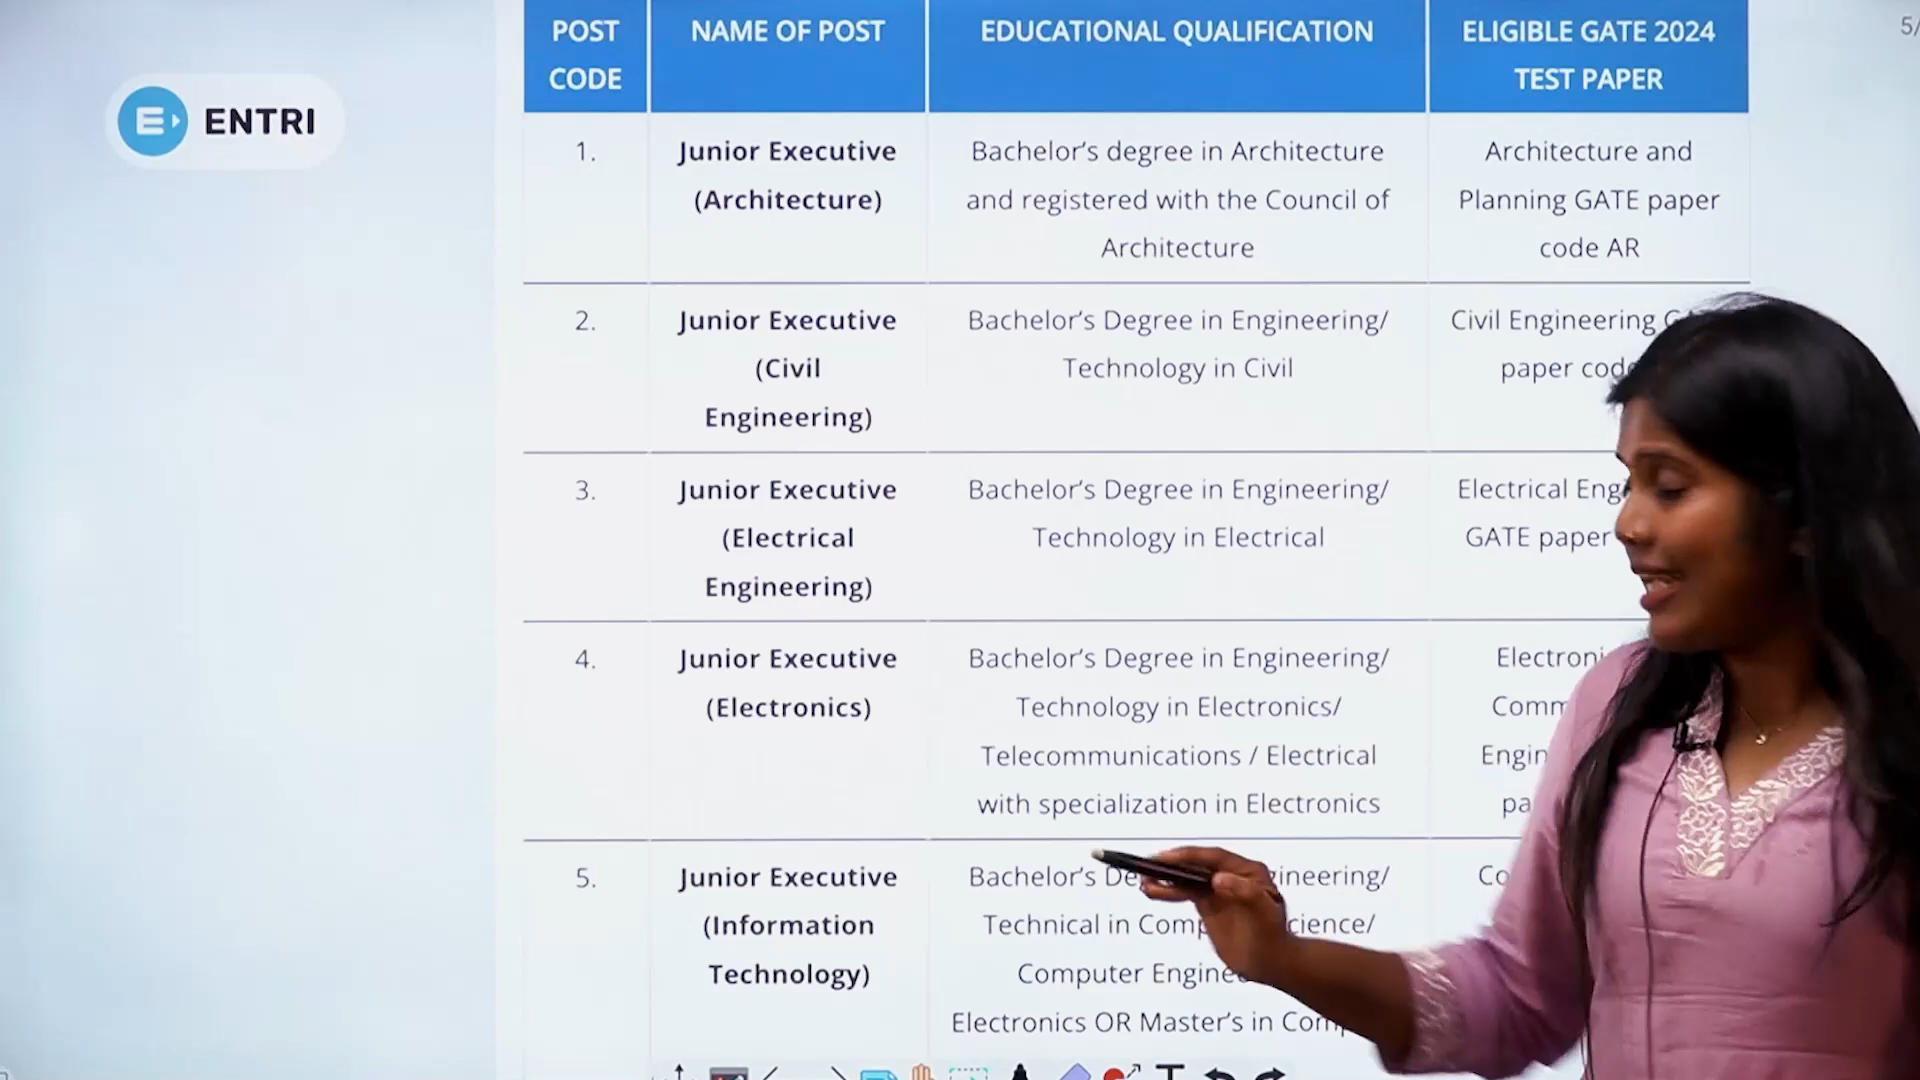 POST CODE
NAME OF POST
EDUCATIONAL QUALIFICATION
ELIGIBLE GATE 2024 TEST PAPER
5/
ENTRI
1.
Junior Executive
(Architecture)
Bachelor's degree in Architecture
and registered with the Council of
Architecture
Architecture and
Planning GATE paper
code AR
2.
Junior Executive
(Civil
Engineering)
Bachelor's Degree in Engineering/
Technology in Civil
Civil Engineering
paper
3.
Junior Executive
(Electrical
Engineering)
Bachelor's Degree in Engineering/
Technology in Electrical
Electrical
GATE paper
4.
Junior Executive
(Electronics)
Bachelor's Degree in Engineering/
Technology in Electronics/
Telecommunications / Electrical
with specialization in Electronics
5.
Junior Executive
(Information
Technology)
Bachelor's
Technical in
Computer
Electronics OR Master's in